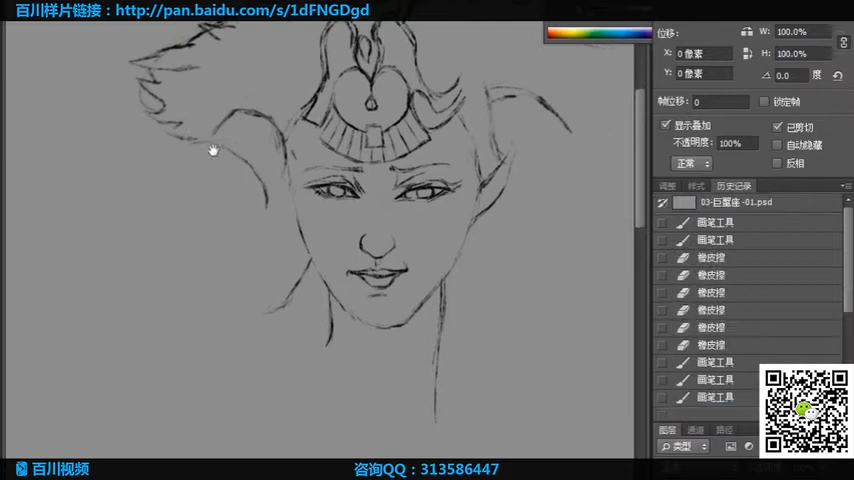 百川样片链接：http://pan.baidu.com/s/1dFNGDgd
位移：
W: 100.0%
X: 0 像素
H: 100.0%
Y: 0 像素
0.0 度
帧位移：0
锁定帧
显示叠加
已剪切
不透明度：100%
自动隐藏
正常
反相
调整 样式 历史记录
03-巨蟹座-01.psd
画笔工具
画笔工具
橡皮擦
橡皮擦
橡皮擦
橡皮擦
橡皮擦
橡皮擦
画笔工具
画笔工具
画笔工具
图层 通道 路径
类型
百川视频
咨询QQ：313586447